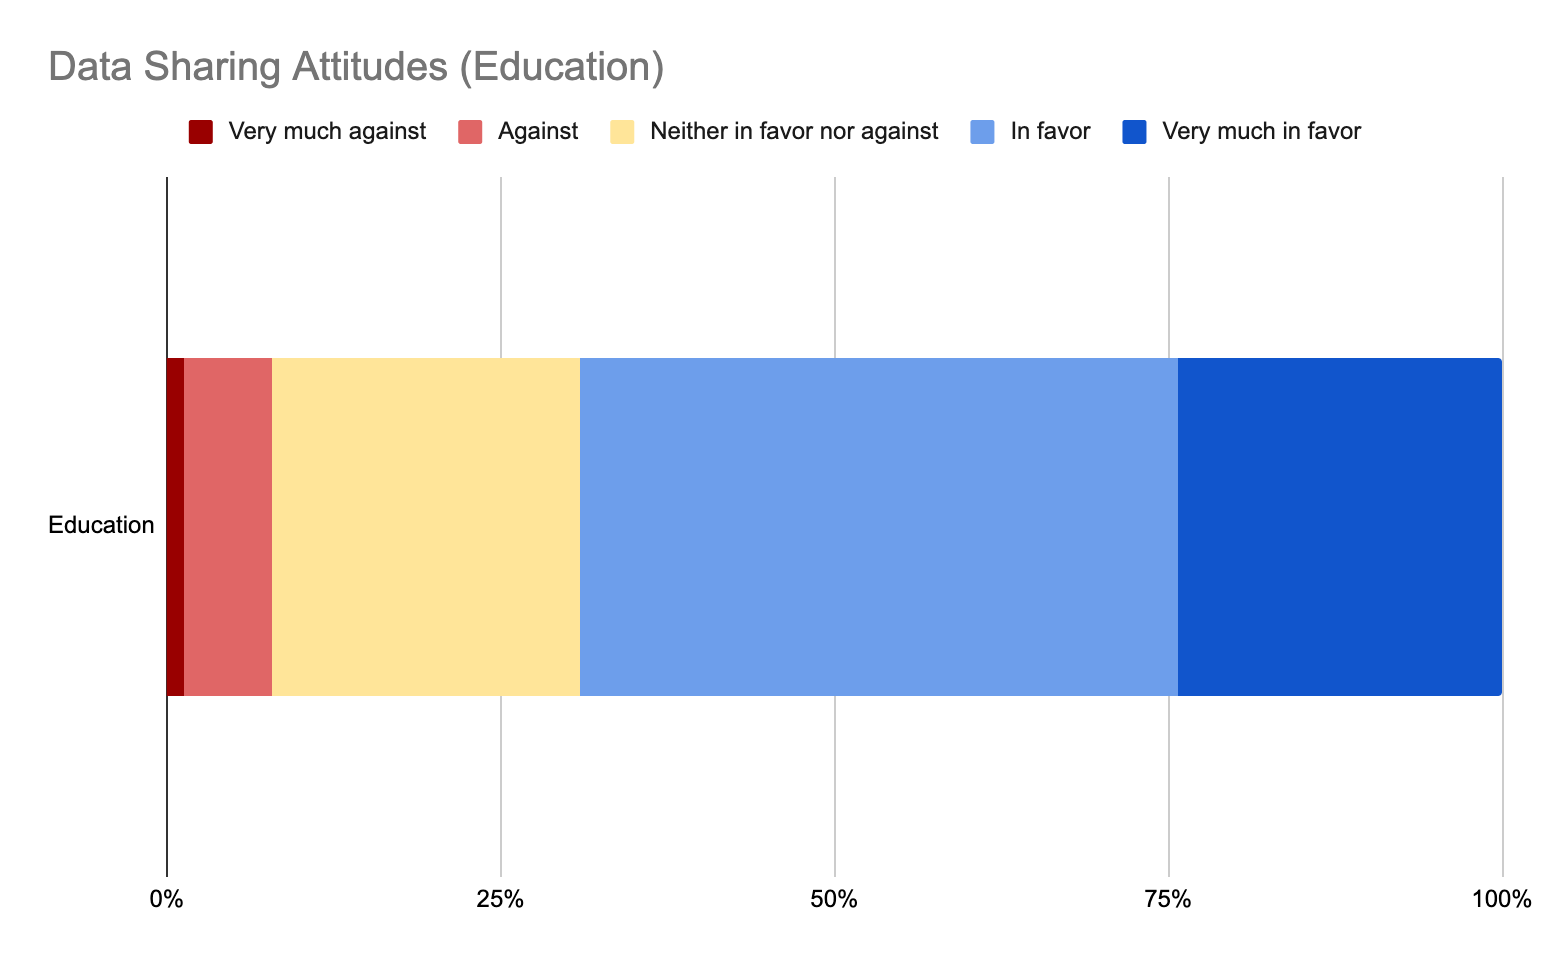 Data Sharing Attitudes (Education)
Very much against Against Neither in favor nor against In favor Very much in favor
Education
0% 25% 50% 75% 100%